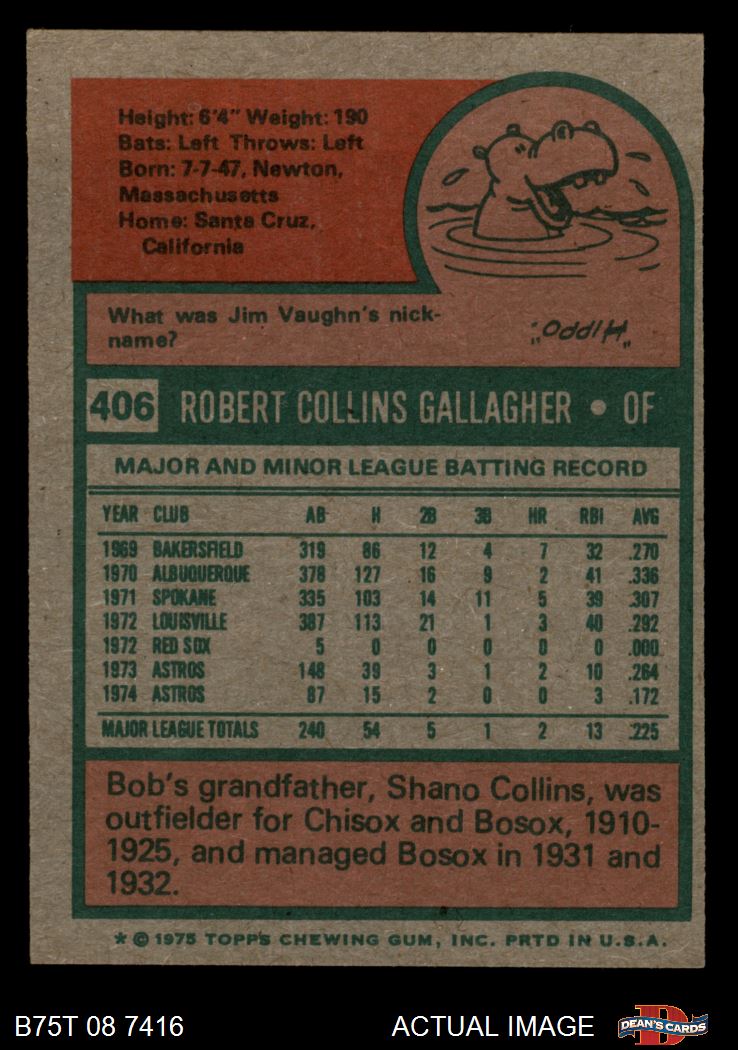 Height: 6'4" Weight: 190
Bats: Left Throws: Left
Born: 7-7-47, Newton,
Massachusetts
Home: Santa Cruz,
California
What was Jim Vaughn's nick-
name?
"Hippo."
406 ROBERT COLLINS GALLAGHER • OF
MAJOR AND MINOR LEAGUE BATTING RECORD
YEAR CLUB AB H 2B 3B HR RBI AVG
1969 BAKERSFIELD 319 86 12 4 7 32 .270
1970 ALBUQUERQUE 378 127 16 9 2 41 .336
1971 SPOKANE 335 103 14 11 5 39 .307
1972 LOUISVILLE 387 113 21 1 3 40 .292
1972 RED SOX 5 0 0 0 0 0 .000
1973 ASTROS 148 39 3 1 2 10 .264
1974 ASTROS 87 15 2 0 0 3 .172
MAJOR LEAGUE TOTALS 240 54 5 1 2 13 .225
Bob's grandfather, Shano Collins, was
outfielder for Chisox and Bosox, 1910-
1925, and managed Bosox in 1931 and
1932.
* © 1975 TOPPS CHEWING GUM, INC. PRTD IN U.S.A.
B75T 08 7416 ACTUAL IMAGE
D
DEAN'S CARDS